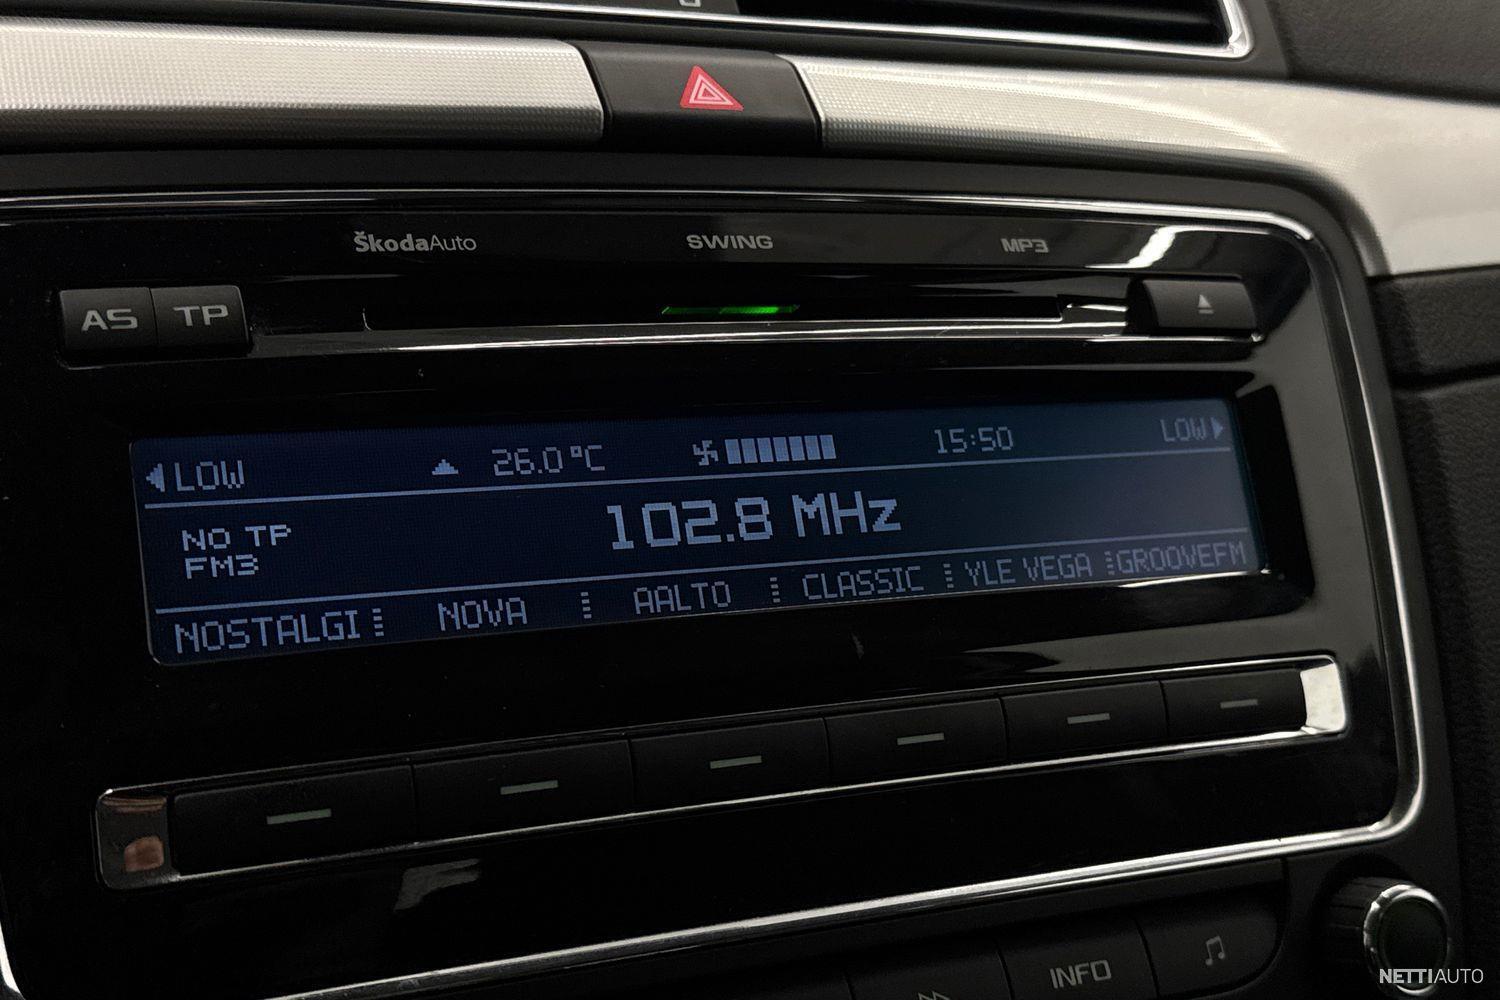 ŠkodaAuto SWING MP3
AS TP
LOW 26.0 °C 15:50 LOW
NO TP
FM3
102.8 MHz
NOSTALGI NOVA AALTO CLASSIC YLE VEGA GROOVEFM
INFO
NETTIAUTO